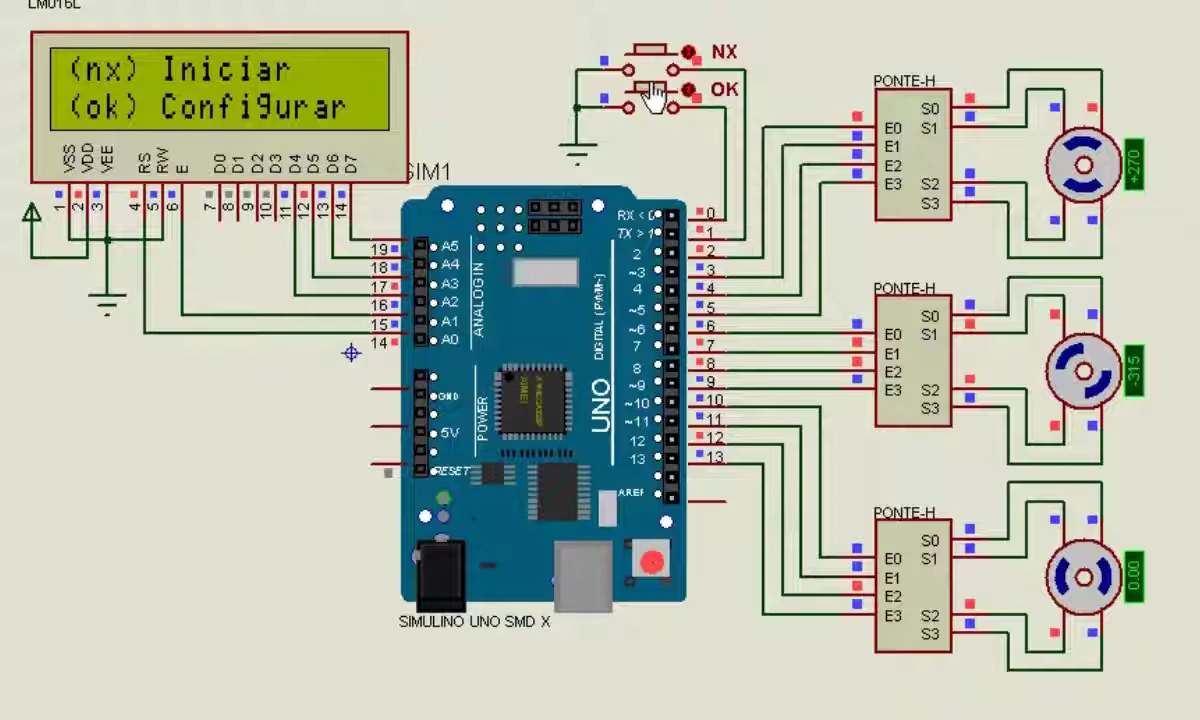 LM016L
(nx) Iniciar
(ok) Configurar
VSS VDD VEE RS RW E D0 D1 D2 D3 D4 D5 D6 D7
1 2 3 4 5 6 7 8 9 10 11 12 13 14
NX
OK
SIM1
19 A5
18 A4
17 A3
16 A2
15 A1
14 A0
ANALOG IN
GND
5V
POWER
RESET
RX < 0 0
TX > 1 1
2 2
~3 3
4 4
~5 5
~6 6
7 7
8 8
~9 9
~10 10
~11 11
12 12
13 13
AREF
DIGITAL (PWM~)
UNO
ATMEL
SIMULINO UNO SMD X
PONTE-H
E0 E1 E2 E3
S0 S1 S2 S3
+270
PONTE-H
E0 E1 E2 E3
S0 S1 S2 S3
-315
PONTE-H
E0 E1 E2 E3
S0 S1 S2 S3
0.00